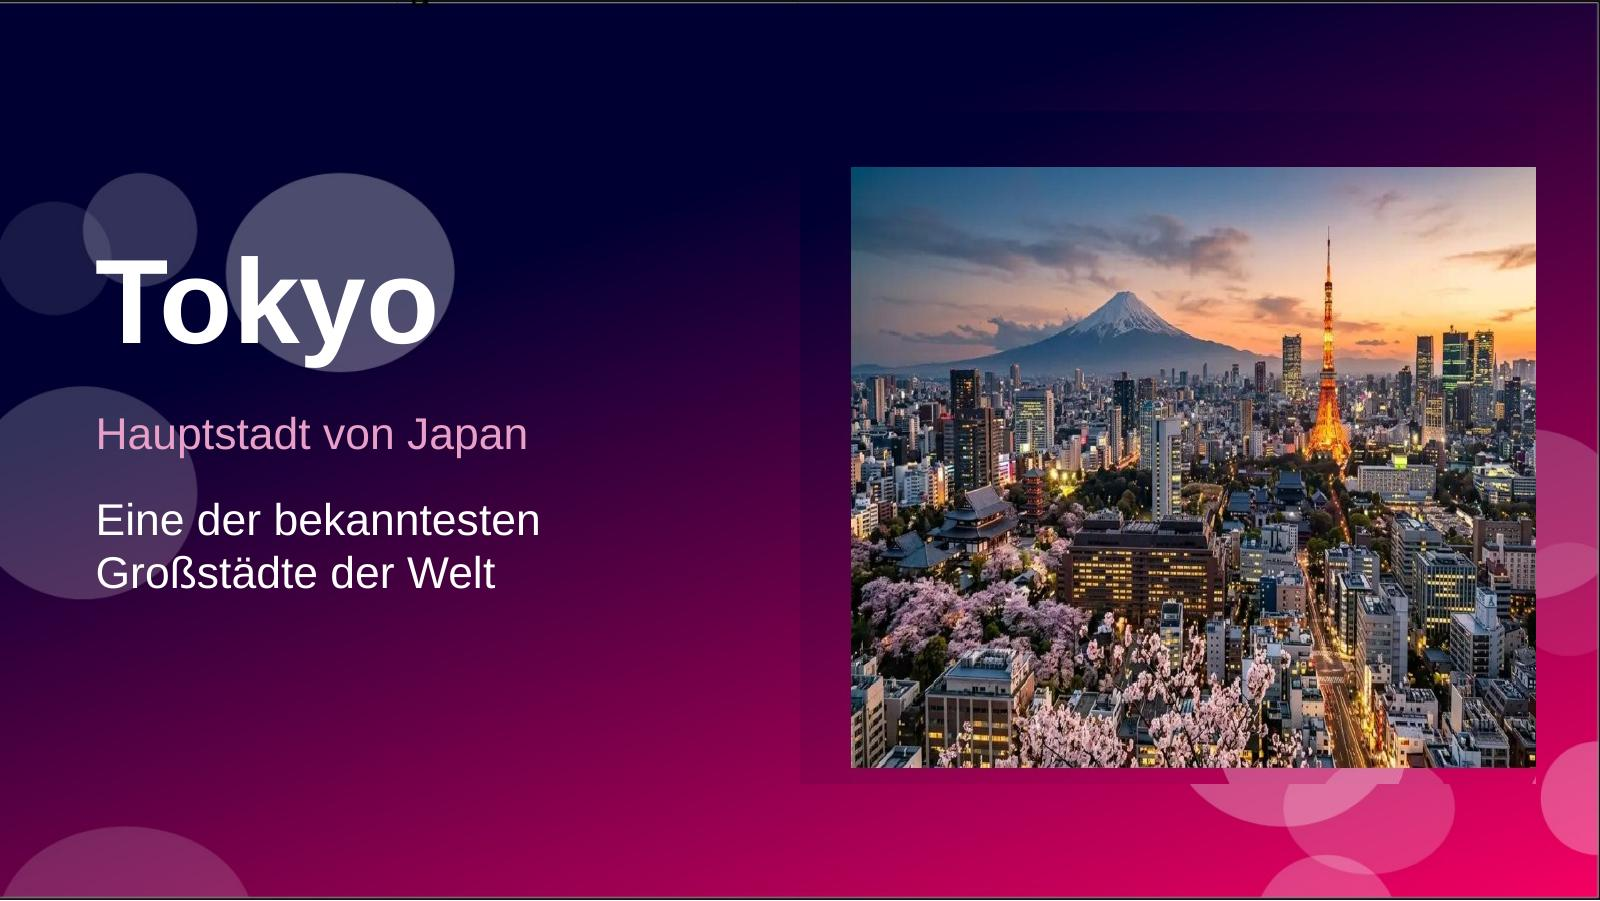 Tokyo
Hauptstadt von Japan
Eine der bekanntesten
Großstädte der Welt